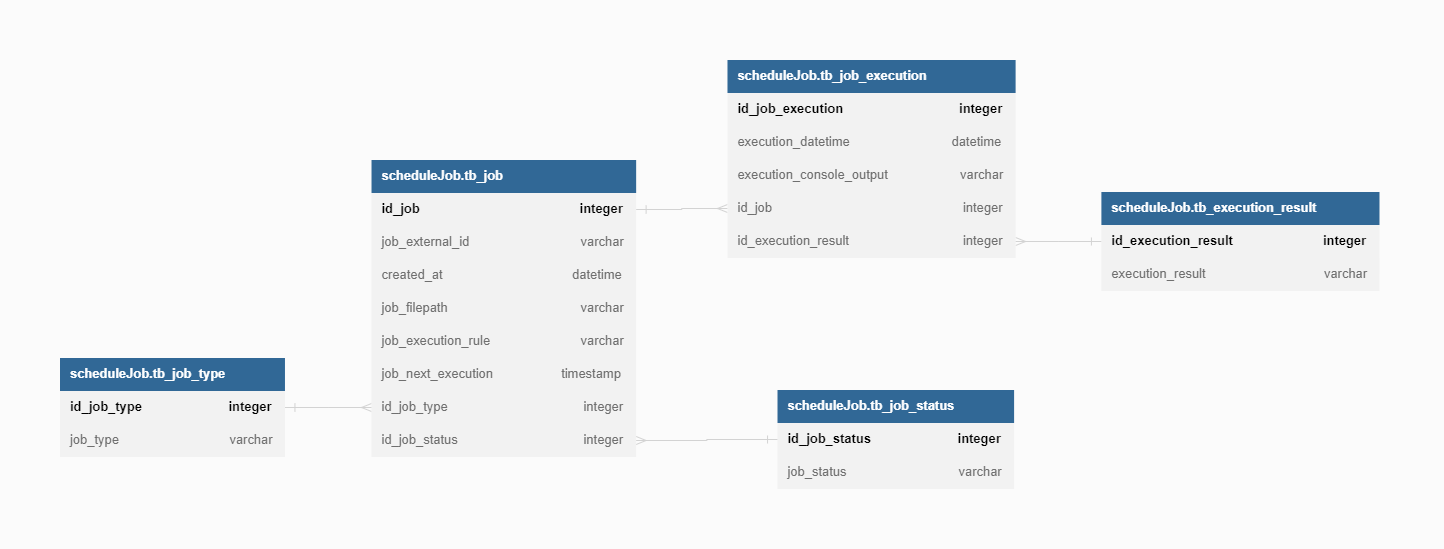 scheduleJob.tb_job_execution
id_job_execution integer
execution_datetime datetime
execution_console_output varchar
id_job integer
id_execution_result integer
scheduleJob.tb_job
id_job integer
job_external_id varchar
created_at datetime
job_filepath varchar
job_execution_rule varchar
job_next_execution timestamp
id_job_type integer
id_job_status integer
scheduleJob.tb_execution_result
id_execution_result integer
execution_result varchar
scheduleJob.tb_job_type
id_job_type integer
job_type varchar
scheduleJob.tb_job_status
id_job_status integer
job_status varchar